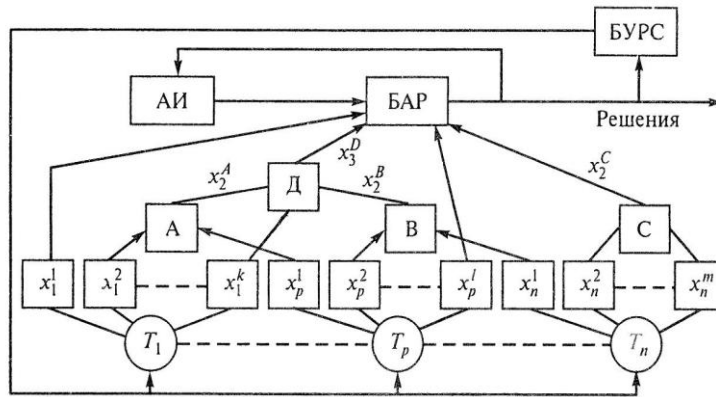 БУРС
АИ БАР
Решения
x_3^D
x_2^A Д x_2^B x_2^C
А В С
x_1^1 x_1^2 x_1^k x_p^1 x_p^2 x_p^l x_n^1 x_n^2 x_n^m
T_1 T_p T_n